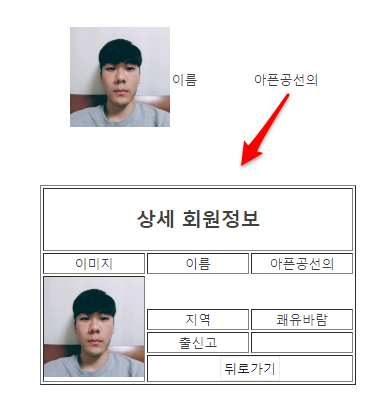 이름 아픈공선의
상세 회원정보
이미지 이름 아픈공선의
지역 쾌유바람
출신고
뒤로가기